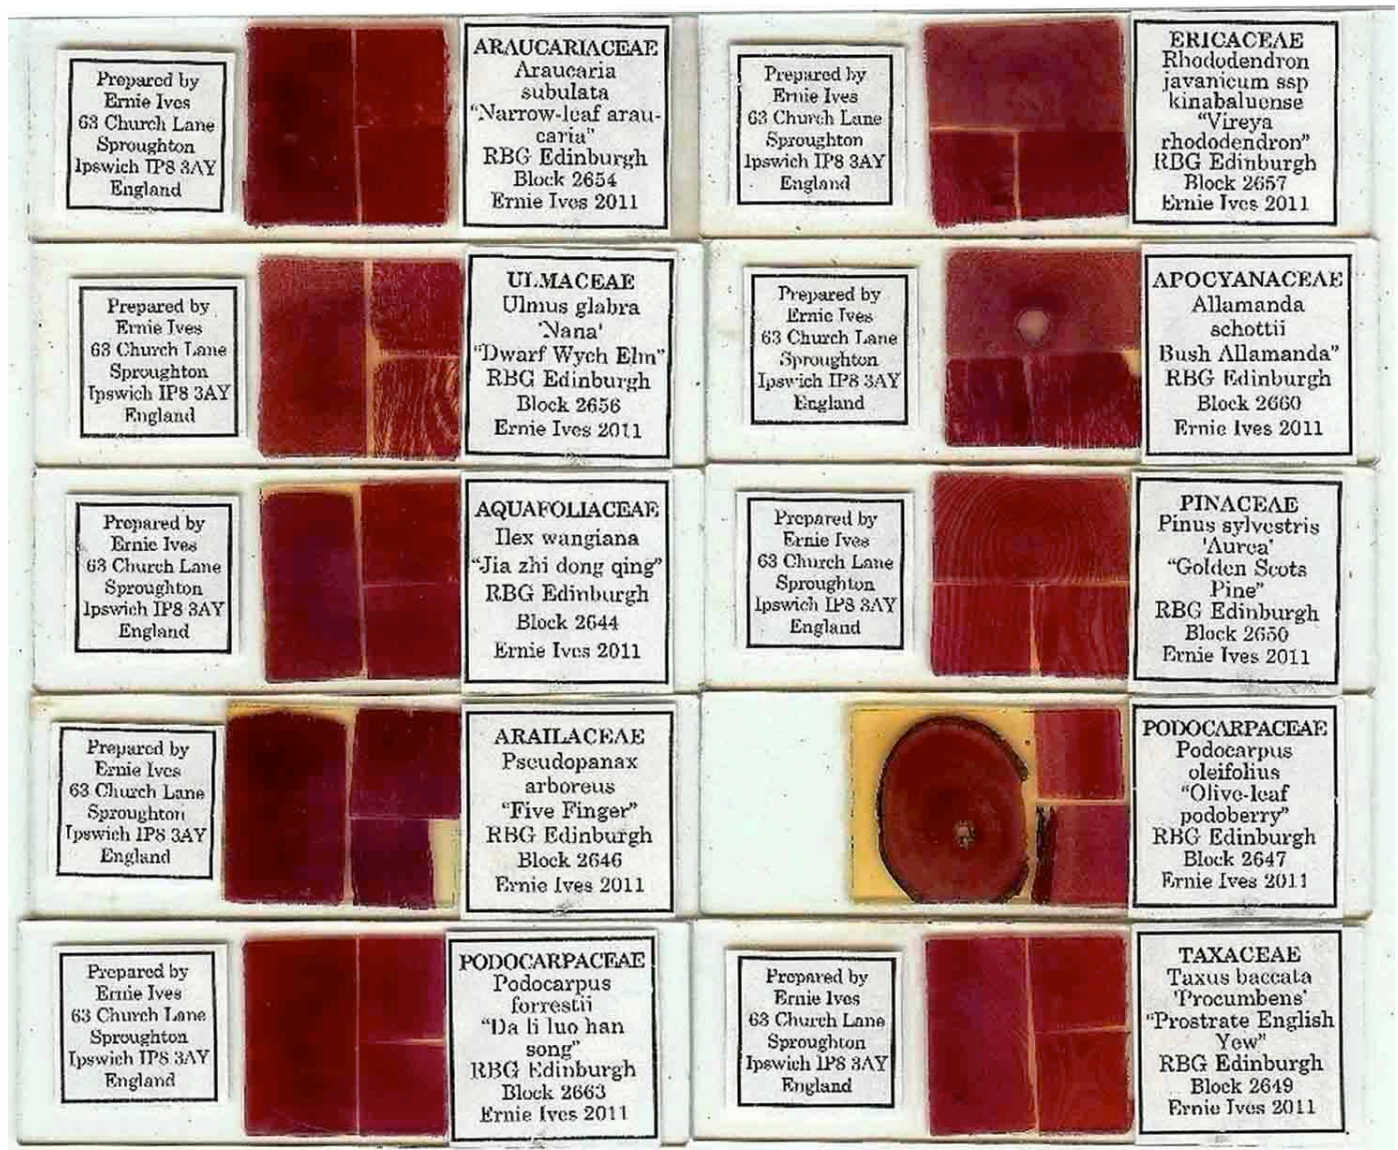 Prepared by
Ernie Ives
63 Church Lane
Sproughton
Ipswich IP8 3AY
England
ARAUCARIACEAE
Araucaria
subulata
"Narrow-leaf arau-
caria"
RBG Edinburgh
Block 2654
Ernie Ives 2011
Prepared by
Ernie Ives
63 Church Lane
Sproughton
Ipswich IP8 3AY
England
ERICACEAE
Rhododendron
javanicum ssp
kinabaluense
"Vireya
rhododendron"
RBG Edinburgh
Block 2657
Ernie Ives 2011
Prepared by
Ernie Ives
63 Church Lane
Sproughton
Ipswich IP8 3AY
England
ULMACEAE
Ulmus glabra
'Nana'
"Dwarf Wych Elm"
RBG Edinburgh
Block 2656
Ernie Ives 2011
Prepared by
Ernie Ives
63 Church Lane
Sproughton
Ipswich IP8 3AY
England
APOCYANACEAE
Allamanda
schottii
Bush Allamanda"
RBG Edinburgh
Block 2660
Ernie Ives 2011
Prepared by
Ernie Ives
63 Church Lane
Sproughton
Ipswich IP8 3AY
England
AQUAFOLIACEAE
Ilex wangiana
"Jia zhi dong qing"
RBG Edinburgh
Block 2644
Ernie Ives 2011
Prepared by
Ernie Ives
63 Church Lane
Sproughton
Ipswich IP8 3AY
England
PINACEAE
Pinus sylvestris
'Aurea'
"Golden Scots
Pine"
RBG Edinburgh
Block 2650
Ernie Ives 2011
Prepared by
Ernie Ives
63 Church Lane
Sproughton
Ipswich IP8 3AY
England
ARAILACEAE
Pseudopanax
arboreus
"Five Finger"
RBG Edinburgh
Block 2646
Ernie Ives 2011
PODOCARPACEAE
Podocarpus
oleifolius
"Olive-leaf
podoberry"
RBG Edinburgh
Block 2647
Ernie Ives 2011
Prepared by
Ernie Ives
63 Church Lane
Sproughton
Ipswich IP8 3AY
England
PODOCARPACEAE
Podocarpus
forrestii
"Da li luo han
song"
RBG Edinburgh
Block 2663
Ernie Ives 2011
Prepared by
Ernie Ives
63 Church Lane
Sproughton
Ipswich IP8 3AY
England
TAXACEAE
Taxus baccata
'Procumbens'
"Prostrate English
Yew"
RBG Edinburgh
Block 2649
Ernie Ives 2011